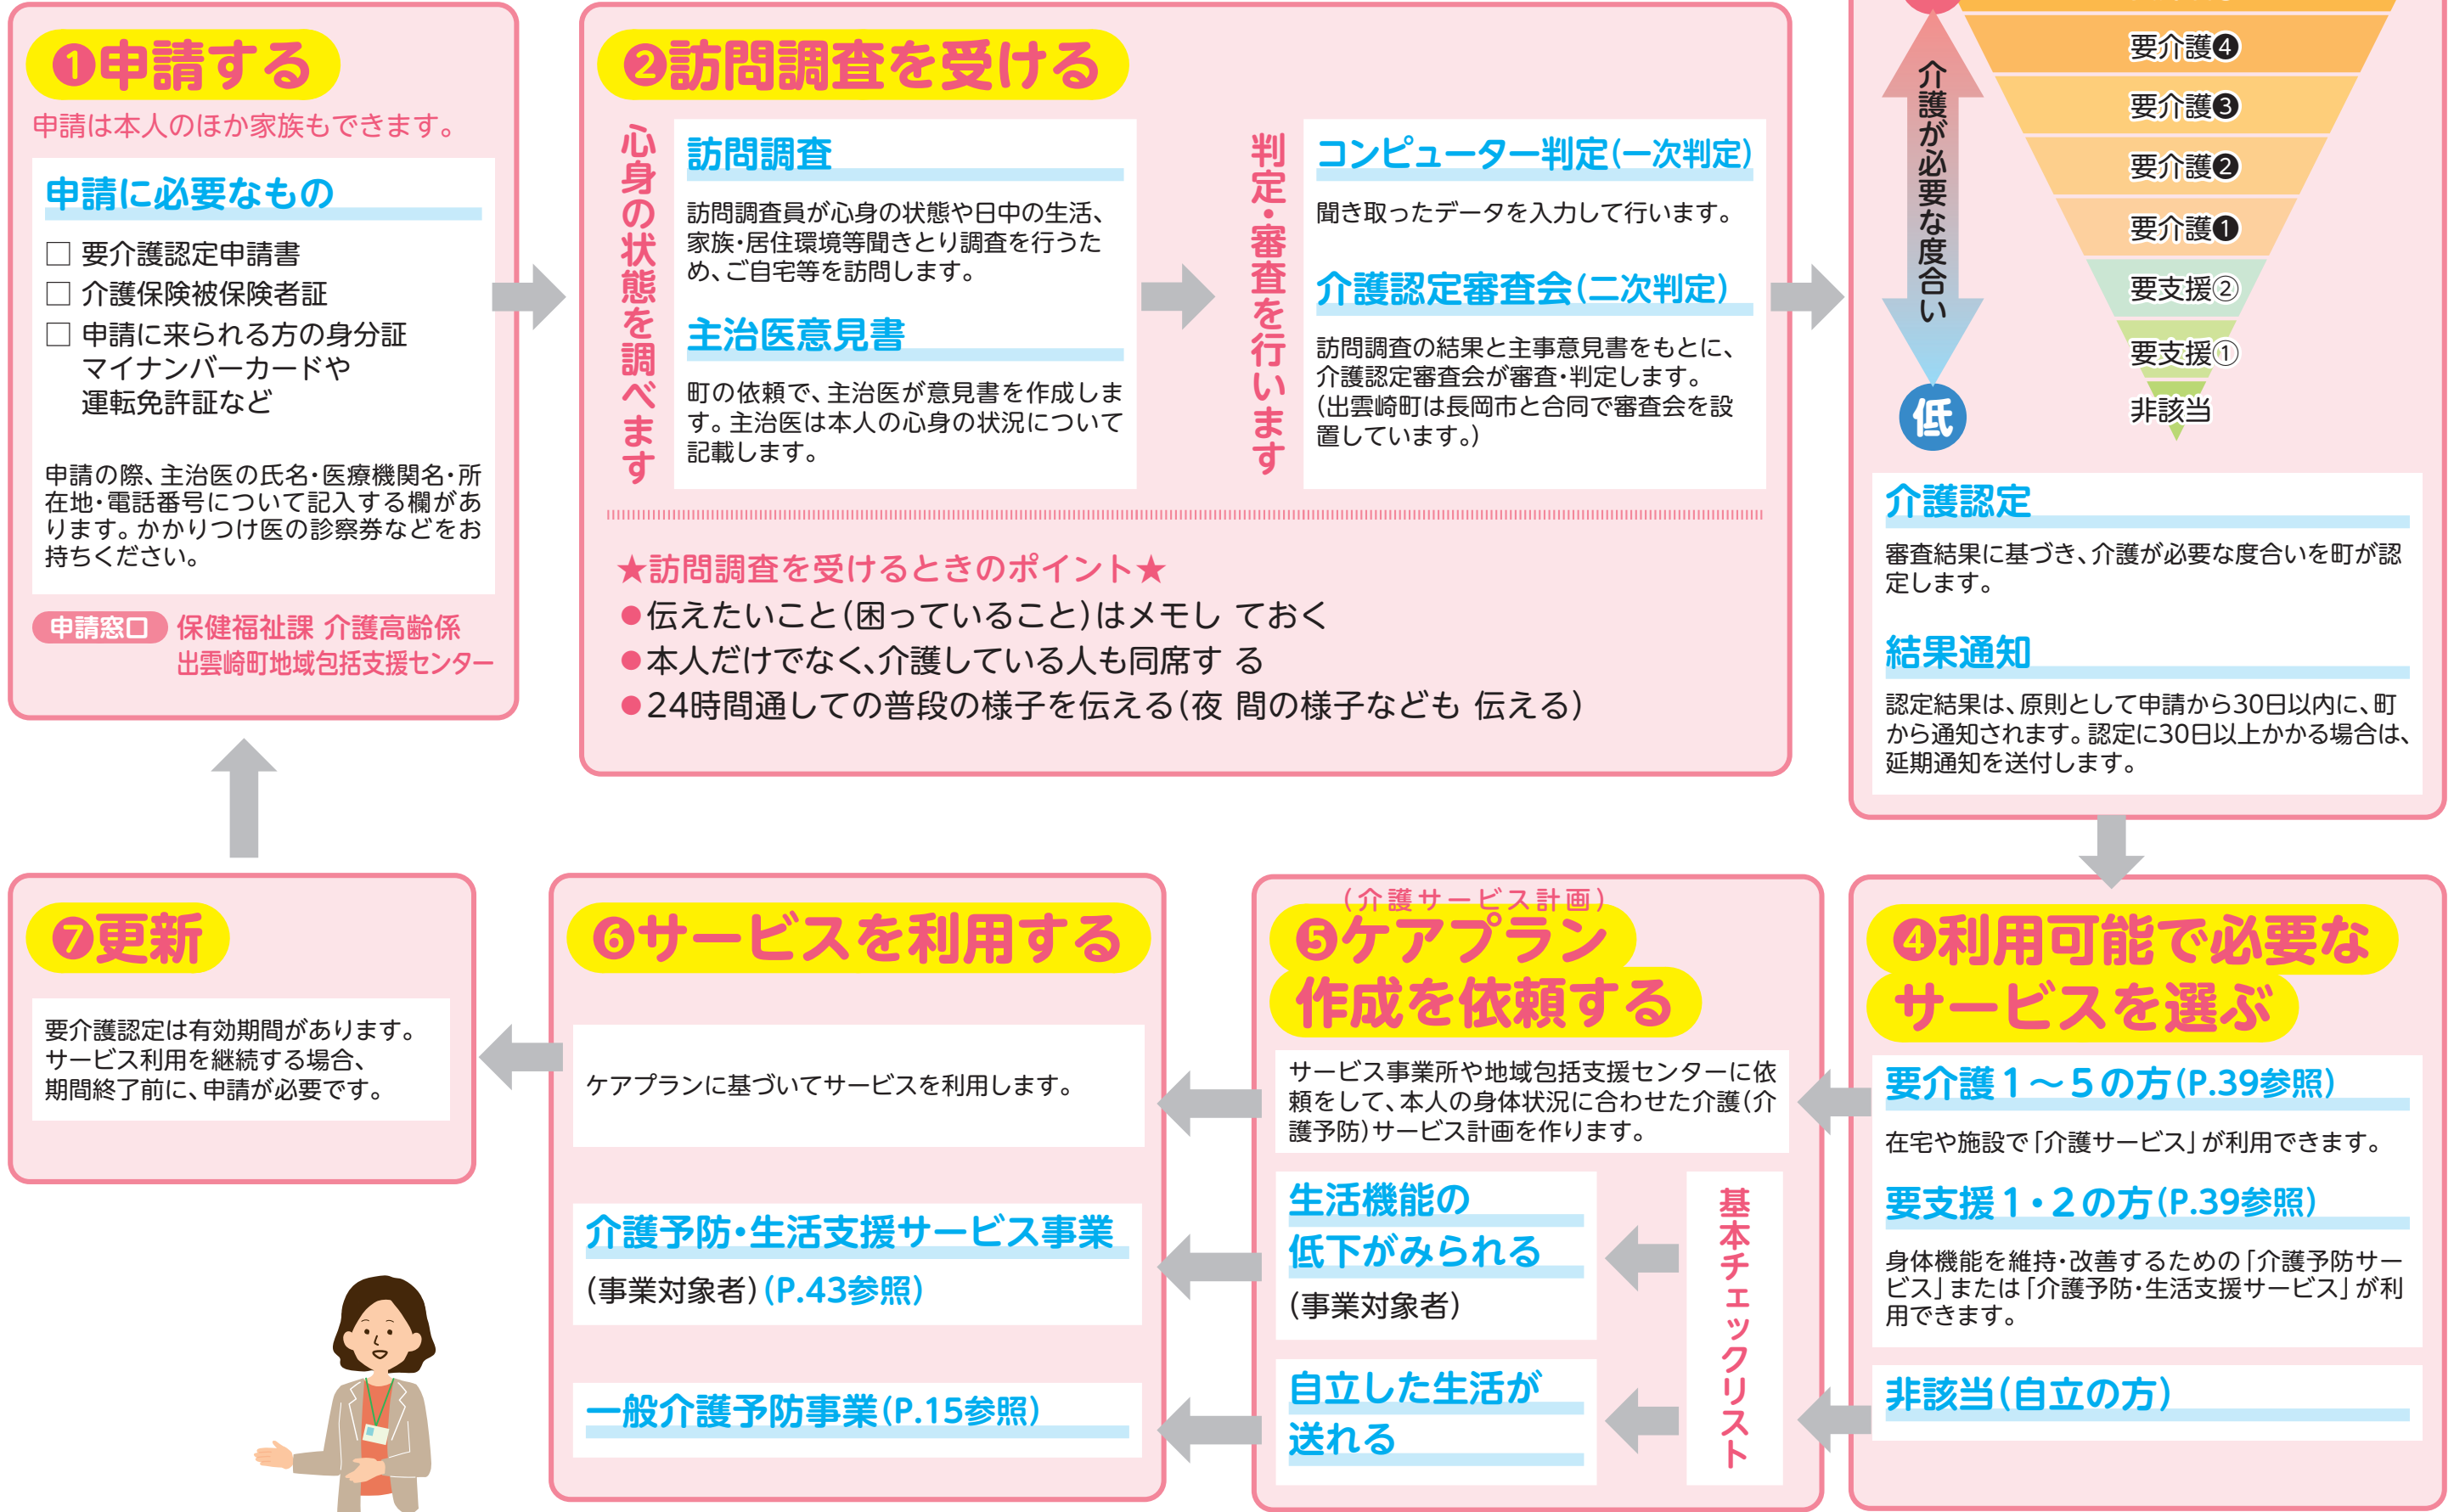 ❶申請する
申請は本人のほか家族もできます。
申請に必要なもの
□ 要介護認定申請書
□ 介護保険被保険者証
□ 申請に来られる方の身分証
マイナンバーカードや
運転免許証など
申請の際、主治医の氏名・医療機関名・所
在地・電話番号について記入する欄があ
ります。かかりつけ医の診察券などをお
持ちください。
申請窓口 保健福祉課 介護高齢係
出雲崎町地域包括支援センター
❷訪問調査を受ける
心身の状態を調べます
訪問調査
訪問調査員が心身の状態や日中の生活、
家族・居住環境等聞きとり調査を行うた
め、ご自宅等を訪問します。
主治医意見書
町の依頼で、主治医が意見書を作成しま
す。主治医は本人の心身の状況について
記載します。
判定・審査を行います
コンピューター判定(一次判定)
聞き取ったデータを入力して行います。
介護認定審査会(二次判定)
訪問調査の結果と主事意見書をもとに、
介護認定審査会が審査・判定します。
(出雲崎町は長岡市と合同で審査会を設
置しています。)
★訪問調査を受けるときのポイント★
●伝えたいこと(困っていること)はメモし ておく
●本人だけでなく、介護している人も同席す る
●24時間通しての普段の様子を伝える(夜 間の様子なども 伝える)
介護が必要な度合い
低
要介護❹
要介護❸
要介護❷
要介護❶
要支援②
要支援①
非該当
介護認定
審査結果に基づき、介護が必要な度合いを町が認
定します。
結果通知
認定結果は、原則として申請から30日以内に、町
から通知されます。認定に30日以上かかる場合は、
延期通知を送付します。
❹利用可能で必要な
サービスを選ぶ
要介護1～5の方(P.39参照)
在宅や施設で「介護サービス」が利用できます。
要支援1・2の方(P.39参照)
身体機能を維持・改善するための「介護予防サー
ビス」または「介護予防・生活支援サービス」が利
用できます。
非該当(自立の方)
(介護サービス計画)
❺ケアプラン
作成を依頼する
サービス事業所や地域包括支援センターに依
頼をして、本人の身体状況に合わせた介護(介
護予防)サービス計画を作ります。
基本チェックリスト
生活機能の
低下がみられる
(事業対象者)
自立した生活が
送れる
❻サービスを利用する
ケアプランに基づいてサービスを利用します。
介護予防・生活支援サービス事業
(事業対象者)(P.43参照)
一般介護予防事業(P.15参照)
❼更新
要介護認定は有効期間があります。
サービス利用を継続する場合、
期間終了前に、申請が必要です。